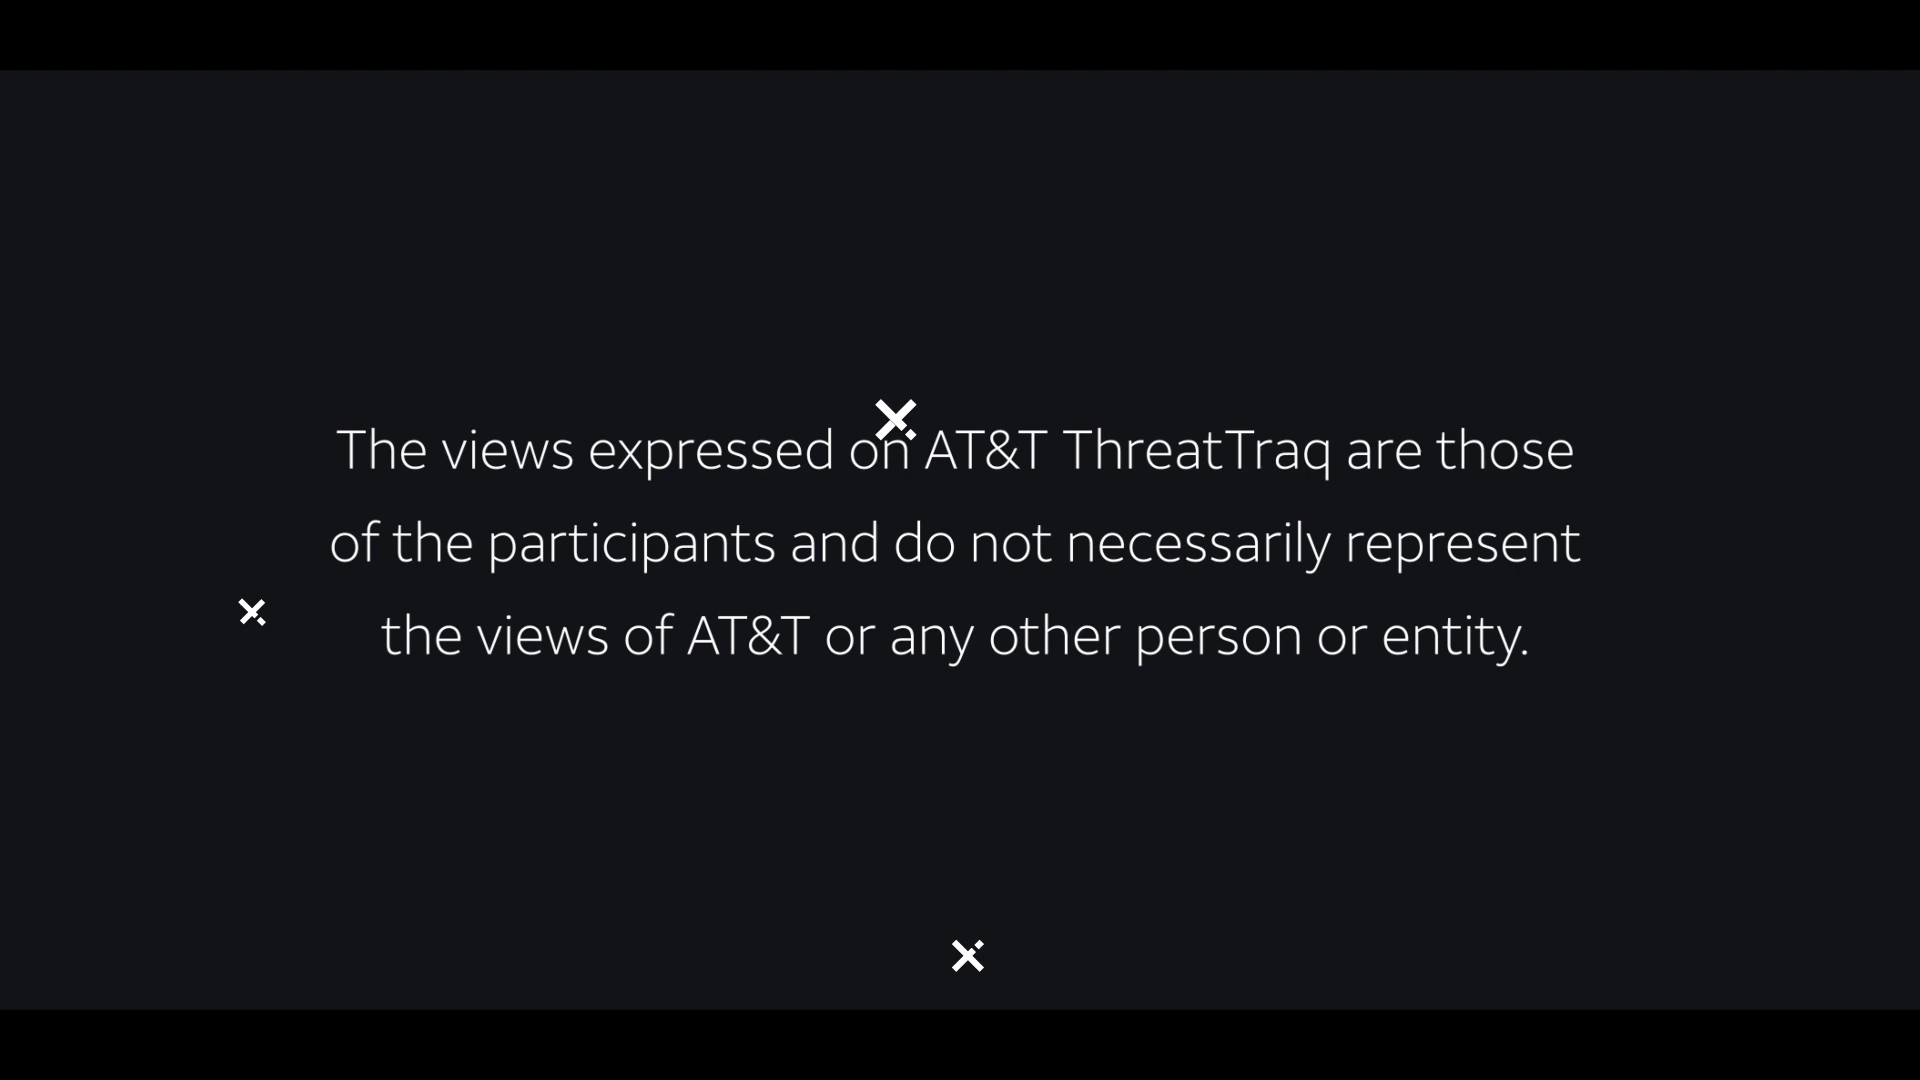 The views expressed on AT&T ThreatTraq are those
of the participants and do not necessarily represent
the views of AT&T or any other person or entity.